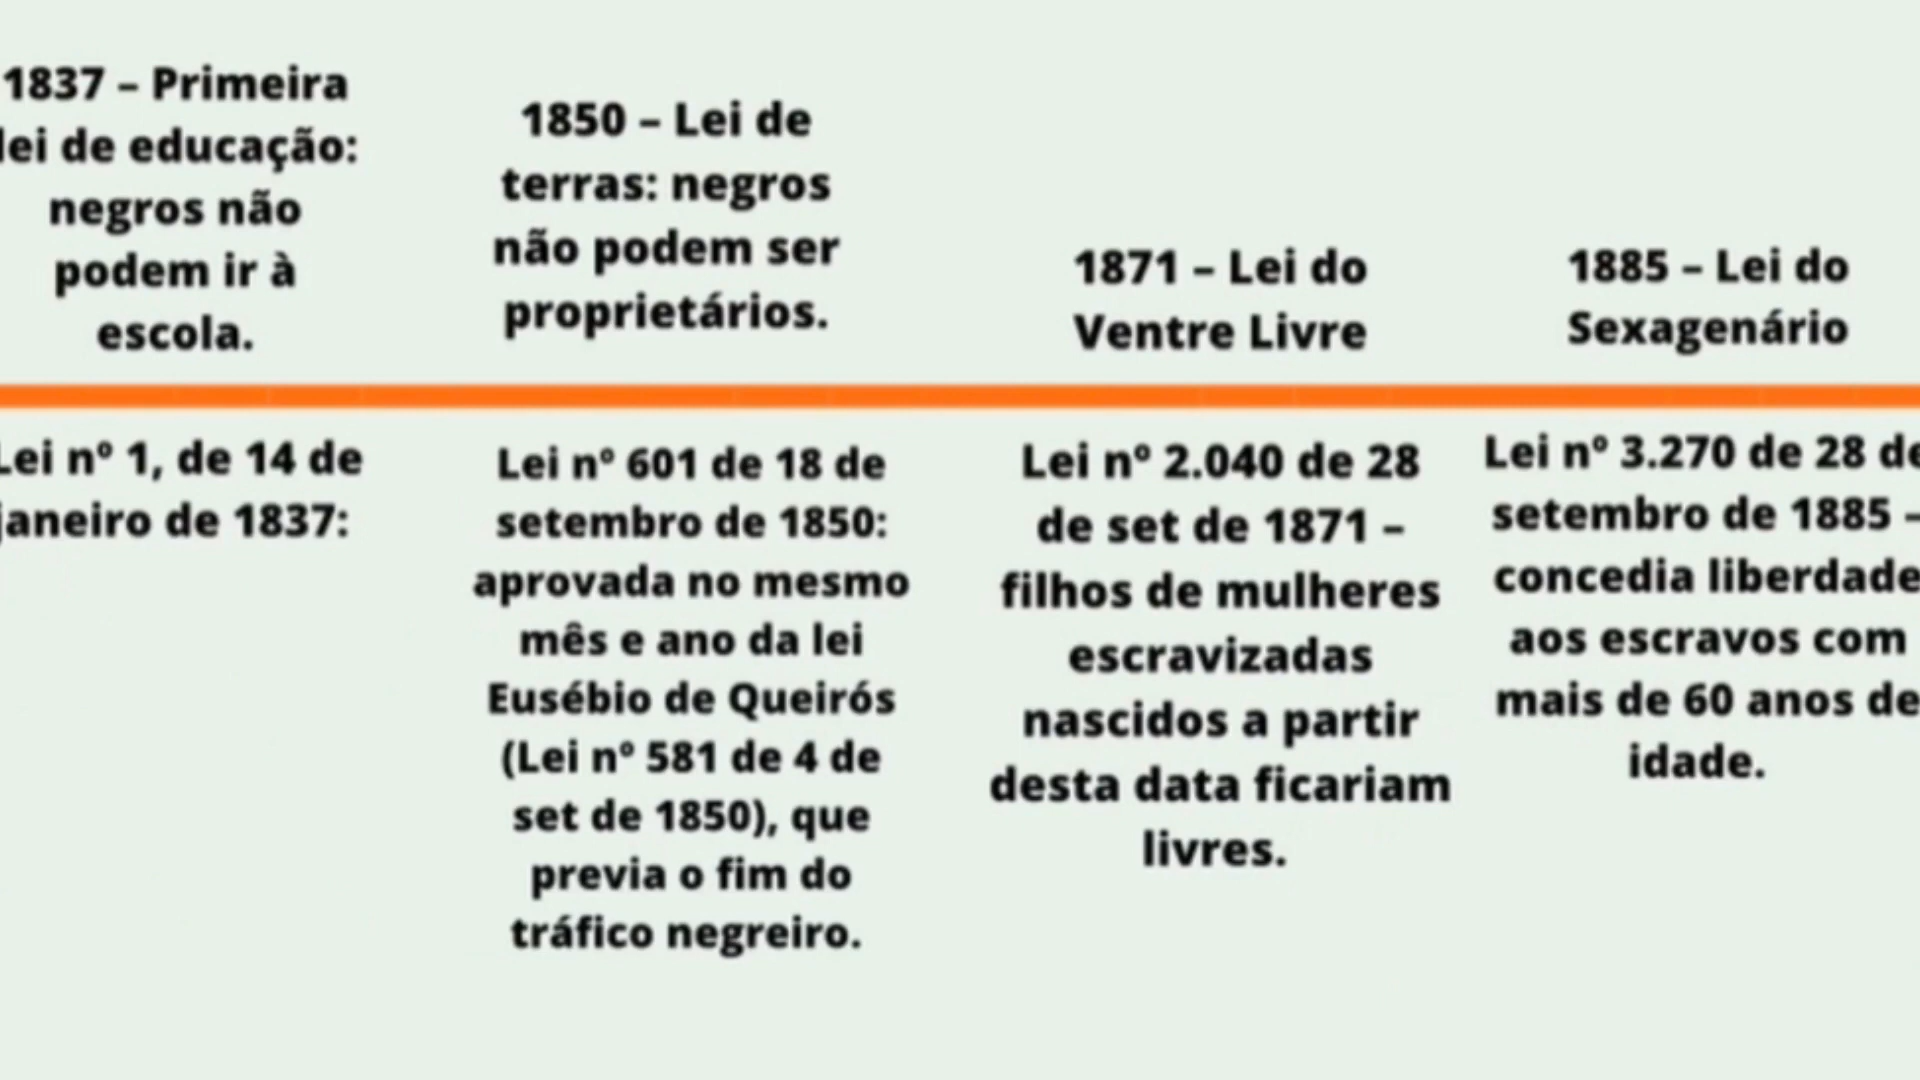 1837 – Primeira
lei de educação:
negros não
podem ir à
escola.
Lei nº 1, de 14 de
janeiro de 1837:
1850 – Lei de
terras: negros
não podem ser
proprietários.
Lei nº 601 de 18 de
setembro de 1850:
aprovada no mesmo
mês e ano da lei
Eusébio de Queirós
(Lei nº 581 de 4 de
set de 1850), que
previa o fim do
tráfico negreiro.
1871 – Lei do
Ventre Livre
Lei nº 2.040 de 28
de set de 1871 –
filhos de mulheres
escravizadas
nascidos a partir
desta data ficariam
livres.
1885 – Lei do
Sexagenário
Lei nº 3.270 de 28 de
setembro de 1885 –
concedia liberdade
aos escravos com
mais de 60 anos de
idade.